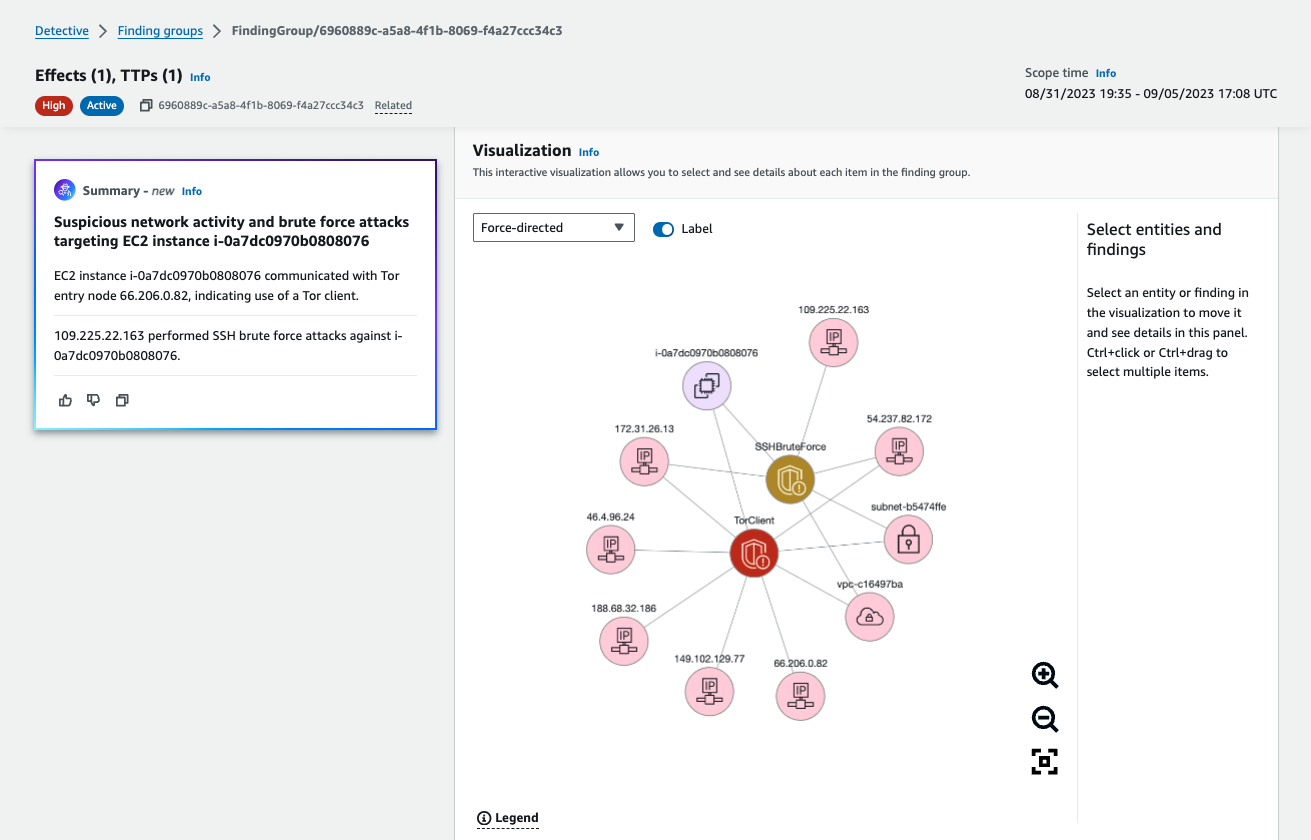 Detective > Finding groups > FindingGroup/6960889c-a5a8-4f1b-8069-f4a27ccc34c3
Effects (1), TTPs (1) Info
High Active 6960889c-a5a8-4f1b-8069-f4a27ccc34c3 Related
Scope time Info
08/31/2023 19:35 - 09/05/2023 17:08 UTC
Summary - new Info
Suspicious network activity and brute force attacks
targeting EC2 instance i-0a7dc0970b0808076
EC2 instance i-0a7dc0970b0808076 communicated with Tor
entry node 66.206.0.82, indicating use of a Tor client.
109.225.22.163 performed SSH brute force attacks against i-
0a7dc0970b0808076.
Visualization Info
This interactive visualization allows you to select and see details about each item in the finding group.
Force-directed Label
109.225.22.163
IP
i-0a7dc0970b0808076
54.237.82.172
IP
172.31.26.13
IP
SSHBruteForce
subnet-b5474ffe
46.4.96.24
IP
TorClient
vpc-c16497ba
188.68.32.186
IP
149.102.129.77
IP
66.206.0.82
IP
Legend
Select entities and
findings
Select an entity or finding in
the visualization to move it
and see details in this panel.
Ctrl+click or Ctrl+drag to
select multiple items.